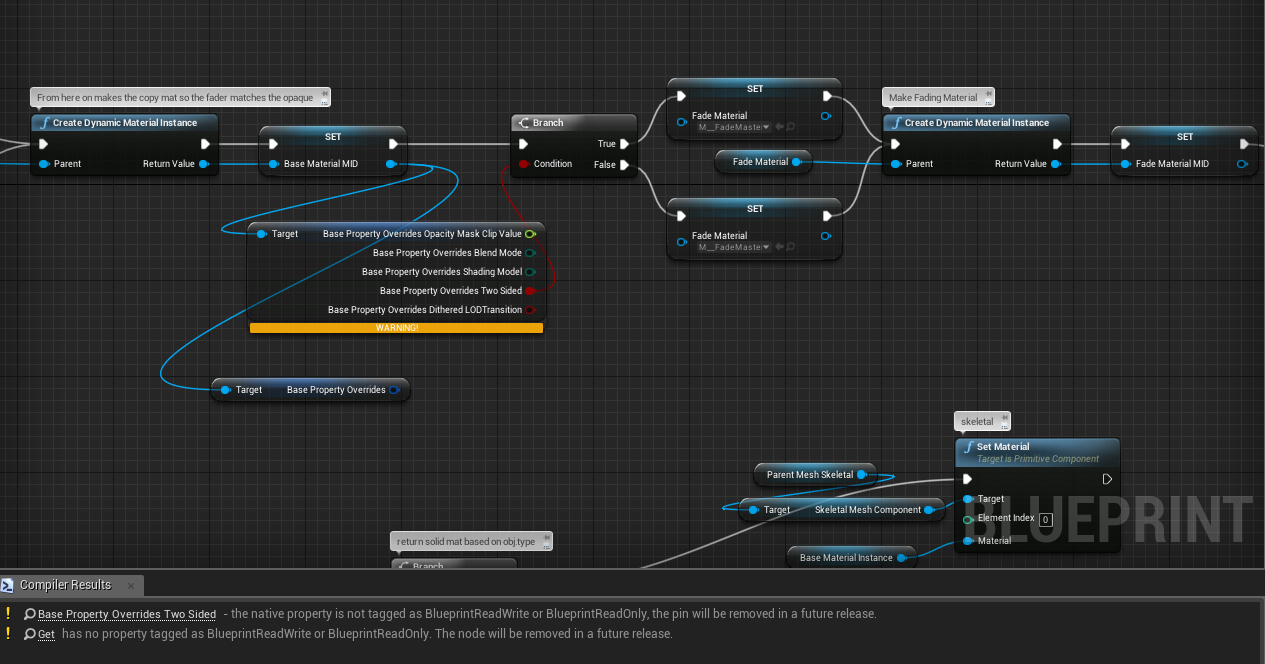 From here on makes the copy mat so the fader matches the opaque
Create Dynamic Material Instance
Parent
Return Value
SET
Base Material MID
Branch
True
Condition
False
SET
Fade Material
M__FadeMaste
Fade Material
SET
Fade Material
M__FadeMaste
Make Fading Material
Create Dynamic Material Instance
Parent
Return Value
SET
Fade Material MID
Target
Base Property Overrides Opacity Mask Clip Value
Base Property Overrides Blend Mode
Base Property Overrides Shading Model
Base Property Overrides Two Sided
Base Property Overrides Dithered LODTransition
WARNING!
Target
Base Property Overrides
skeletal
Set Material
Target is Primitive Component
Target
Element Index 0
Material
Parent Mesh Skeletal
Target
Skeletal Mesh Component
Base Material Instance
BLUEPRINT
return solid mat based on obj.type
Branch
Compiler Results
Base Property Overrides Two Sided - the native property is not tagged as BlueprintReadWrite or BlueprintReadOnly, the pin will be removed in a future release.
Get has no property tagged as BlueprintReadWrite or BlueprintReadOnly. The node will be removed in a future release.